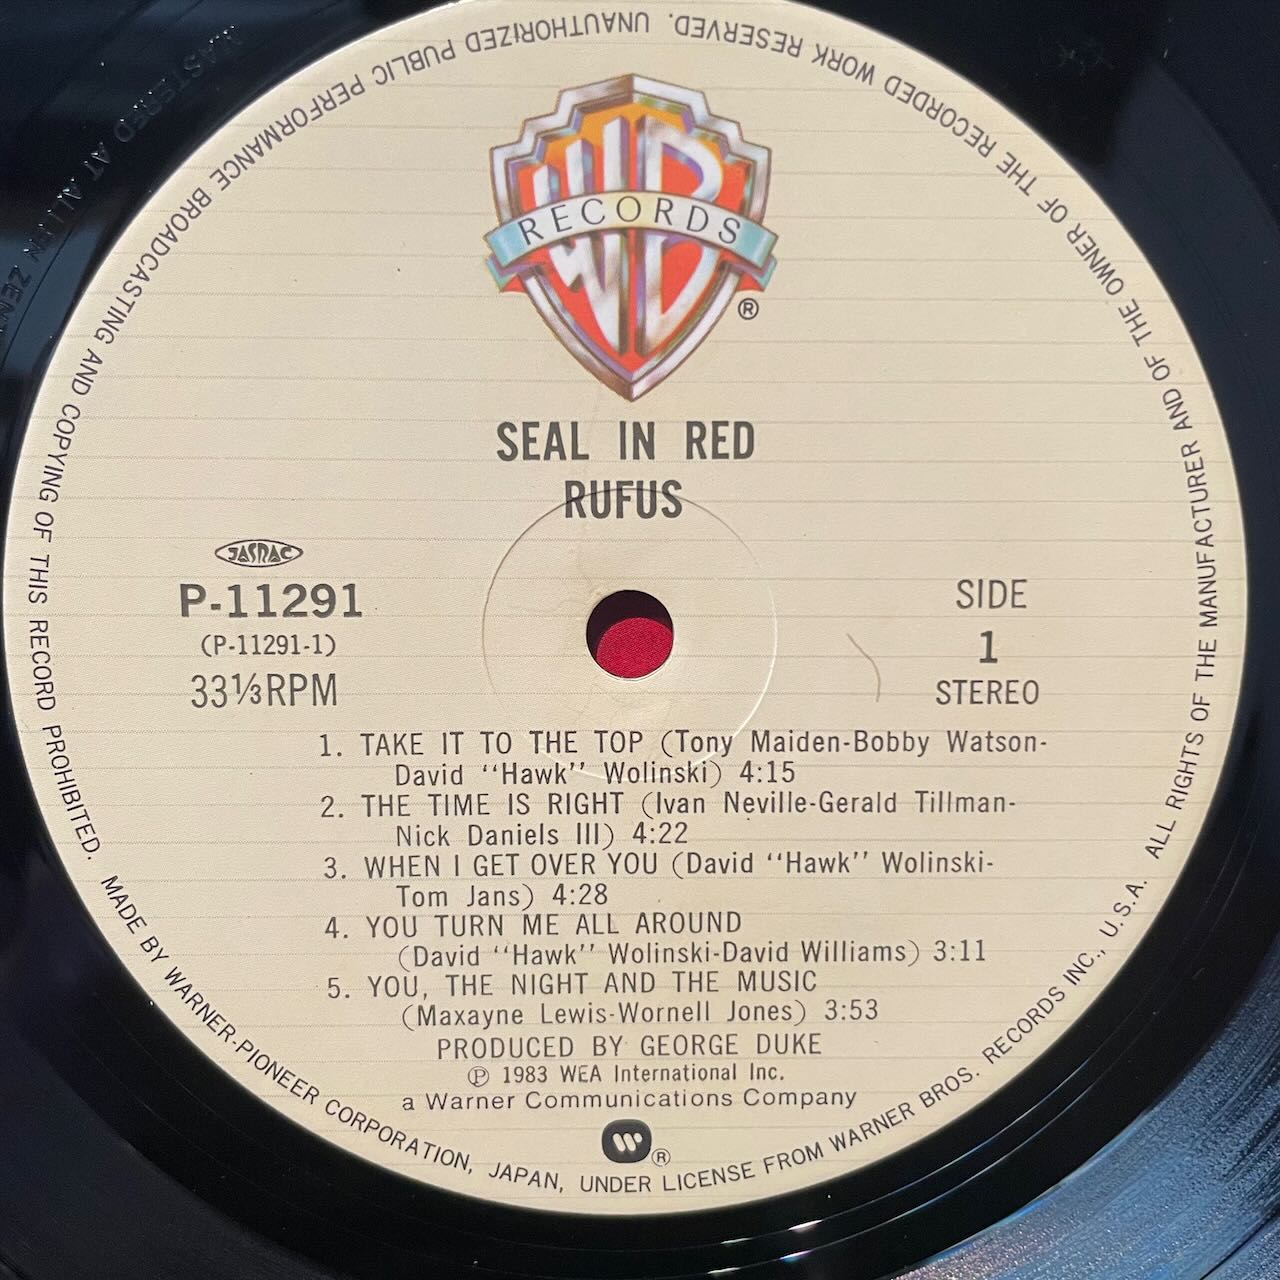 WB
RECORDS
®
SEAL IN RED
RUFUS
JASRAC
P-11291
(P-11291-1)
33⅓RPM
SIDE
1
STEREO
1. TAKE IT TO THE TOP (Tony Maiden-Bobby Watson-
David "Hawk" Wolinski) 4:15
2. THE TIME IS RIGHT (Ivan Neville-Gerald Tillman-
Nick Daniels III) 4:22
3. WHEN I GET OVER YOU (David "Hawk" Wolinski-
Tom Jans) 4:28
4. YOU TURN ME ALL AROUND
(David "Hawk" Wolinski-David Williams) 3:11
5. YOU, THE NIGHT AND THE MUSIC
(Maxayne Lewis-Wornell Jones) 3:53
PRODUCED BY GEORGE DUKE
℗ 1983 WEA International Inc.
a Warner Communications Company
®
MADE BY WARNER-PIONEER CORPORATION, JAPAN, UNDER LICENSE FROM WARNER BROS. RECORDS INC., U.S.A. ALL RIGHTS OF THE MANUFACTURER AND OF THE OWNER OF THE RECORDED WORK RESERVED. UNAUTHORIZED PUBLIC PERFORMANCE BROADCASTING AND COPYING OF THIS RECORD PROHIBITED.
MASTERED AT ALLEN